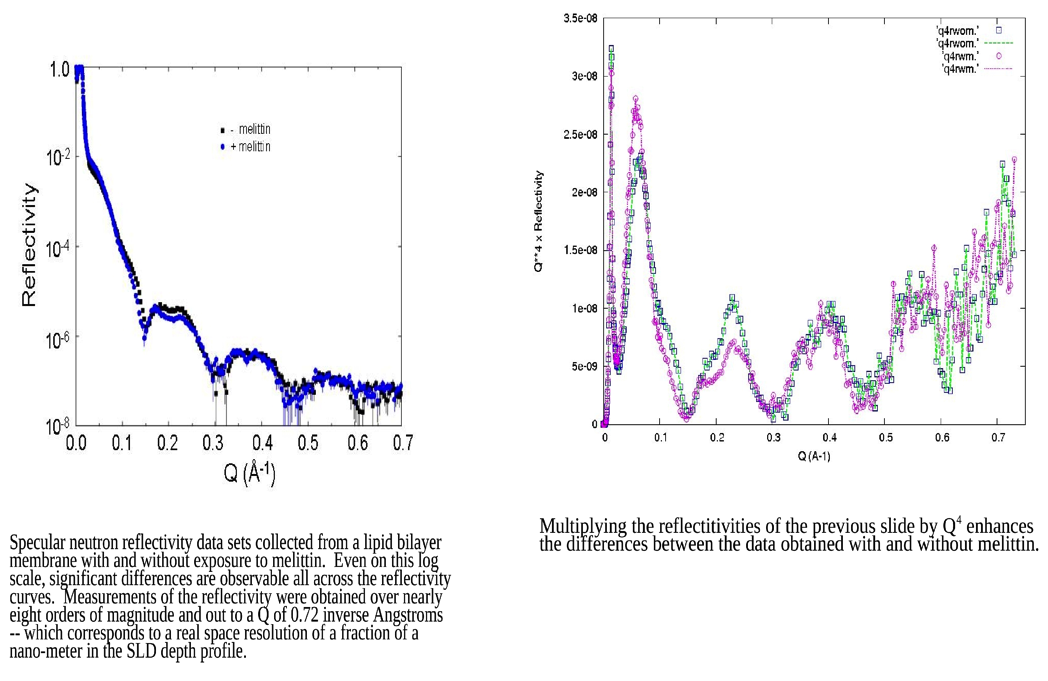 1.0
10-2
10-4
10-6
10-8
Reflectivity
- melittin
+ melittin
0.0 0.1 0.2 0.3 0.4 0.5 0.6 0.7
Q (Å-1)
Specular neutron reflectivity data sets collected from a lipid bilayer
membrane with and without exposure to melittin. Even on this log
scale, significant differences are observable all across the reflectivity
curves. Measurements of the reflectivity were obtained over nearly
eight orders of magnitude and out to a Q of 0.72 inverse Angstroms
-- which corresponds to a real space resolution of a fraction of a
nano-meter in the SLD depth profile.
3.5e-08
3e-08
2.5e-08
2e-08
1.5e-08
1e-08
5e-09
0
Q**4 x Reflectivity
'q4rwom.'
'q4rwom.'
'q4rwm.'
'q4rwm.'
0 0.1 0.2 0.3 0.4 0.5 0.6 0.7
Q (A-1)
Multiplying the reflectitivities of the previous slide by Q4 enhances
the differences between the data obtained with and without melittin.